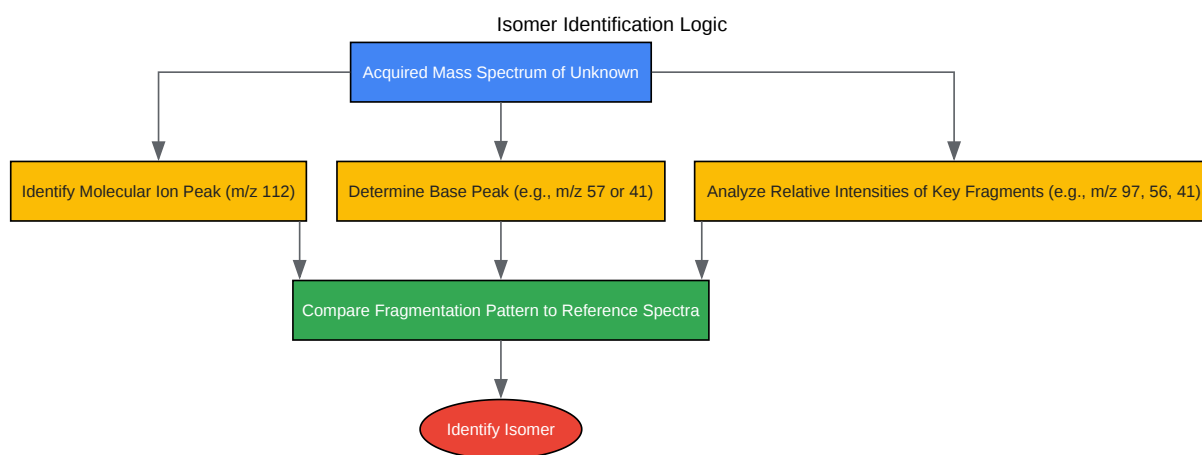 Isomer Identification Logic
Acquired Mass Spectrum of Unknown
Identify Molecular Ion Peak (m/z 112)
Determine Base Peak (e.g., m/z 57 or 41)
Analyze Relative Intensities of Key Fragments (e.g., m/z 97, 56, 41)
Compare Fragmentation Pattern to Reference Spectra
Identify Isomer